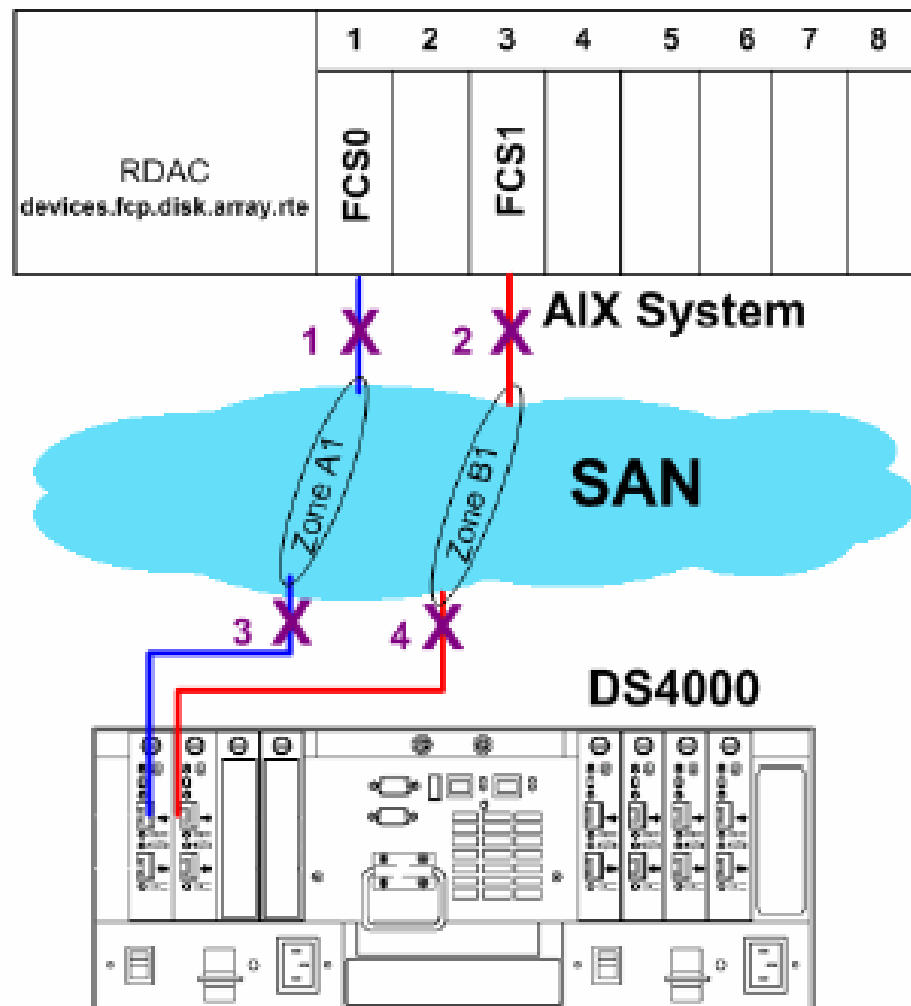 1 2 3 4 5 6 7 8
RDAC
devices.fcp.disk.array.rte
FCS0
FCS1
AIX System
1
2
Zone A1
Zone B1
SAN
3
4
DS4000